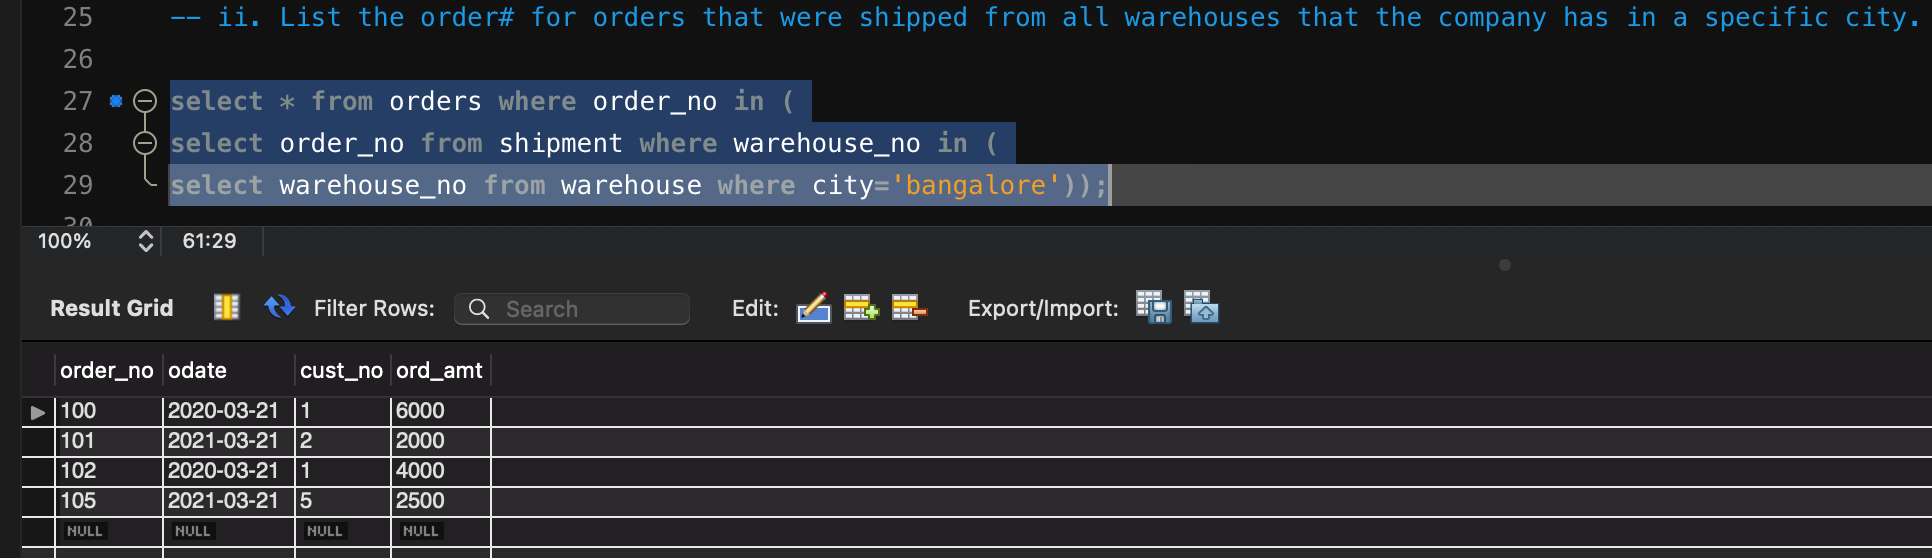 25 -- ii. List the order# for orders that were shipped from all warehouses that the company has in a specific city.
26
27 select * from orders where order_no in (
28 select order_no from shipment where warehouse_no in (
29 select warehouse_no from warehouse where city='bangalore'));
30
100% 61:29
Result Grid Filter Rows: Search Edit: Export/Import:
order_no odate cust_no ord_amt
100 2020-03-21 1 6000
101 2021-03-21 2 2000
102 2020-03-21 1 4000
105 2021-03-21 5 2500
NULL NULL NULL NULL